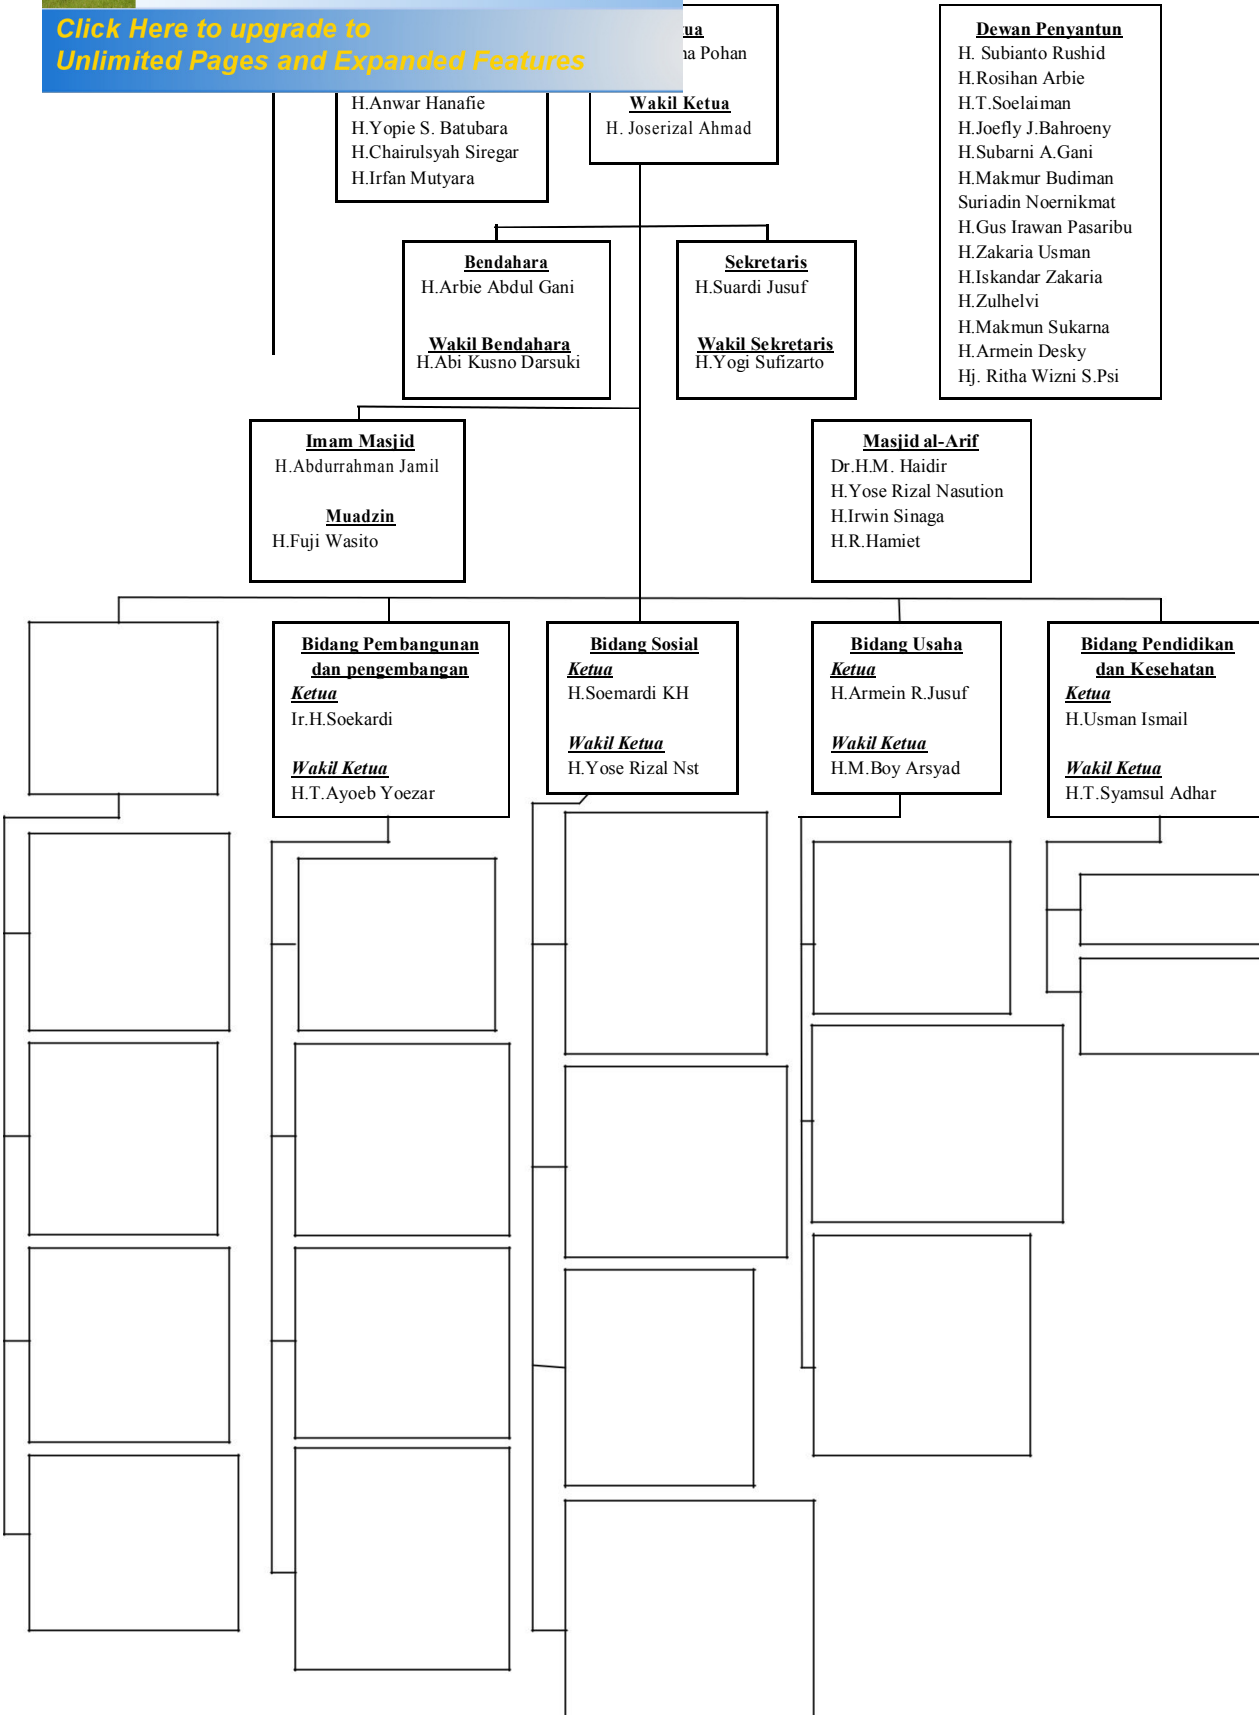 Click Here to upgrade to
Unlimited Pages and Expanded Features
Pohan
Wakil Ketua
H. Joserizal Ahmad
H.Anwar Hanafie
H.Yopie S. Batubara
H.Chairulsyah Siregar
H.Irfan Mutyara
Dewan Penyantun
H. Subianto Rushid
H.Rosihan Arbie
H.T.Soelaiman
H.Joefly J.Bahroeny
H.Subarni A.Gani
H.Makmur Budiman
Suriadin Noernikmat
H.Gus Irawan Pasaribu
H.Zakaria Usman
H.Iskandar Zakaria
H.Zulhelvi
H.Makmun Sukarna
H.Armein Desky
Hj. Ritha Wizni S.Psi
Bendahara
H.Arbie Abdul Gani
Wakil Bendahara
H.Abi Kusno Darsuki
Sekretaris
H.Suardi Jusuf
Wakil Sekretaris
H.Yogi Sufizarto
Imam Masjid
H.Abdurrahman Jamil
Muadzin
H.Fuji Wasito
Masjid al-Arif
Dr.H.M. Haidir
H.Yose Rizal Nasution
H.Irwin Sinaga
H.R.Hamiet
Bidang Pembangunan
dan pengembangan
Ketua
Ir.H.Soekardi
Wakil Ketua
H.T.Ayoeb Yoezar
Bidang Sosial
Ketua
H.Soemardi KH
Wakil Ketua
H.Yose Rizal Nst
Bidang Usaha
Ketua
H.Armein R.Jusuf
Wakil Ketua
H.M.Boy Arsyad
Bidang Pendidikan
dan Kesehatan
Ketua
H.Usman Ismail
Wakil Ketua
H.T.Syamsul Adhar